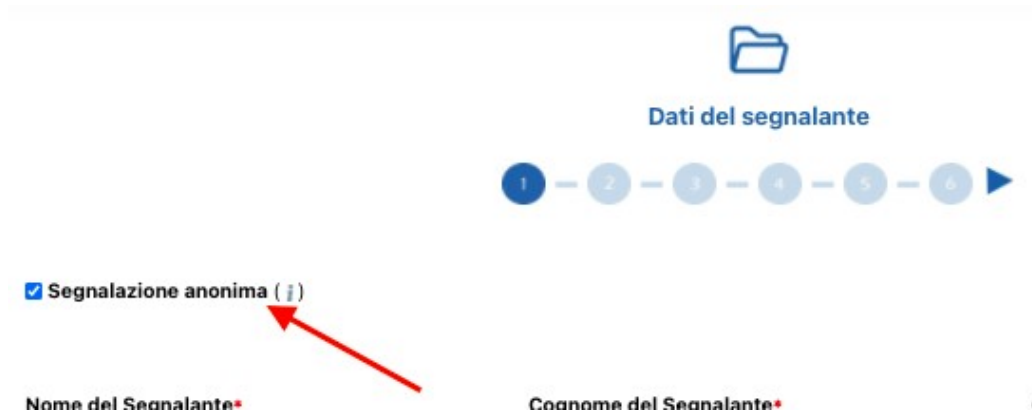 Dati del segnalante
1 2 3 4 5 6
Segnalazione anonima ( i )
Nome del Segnalante* Cognome del Segnalante*